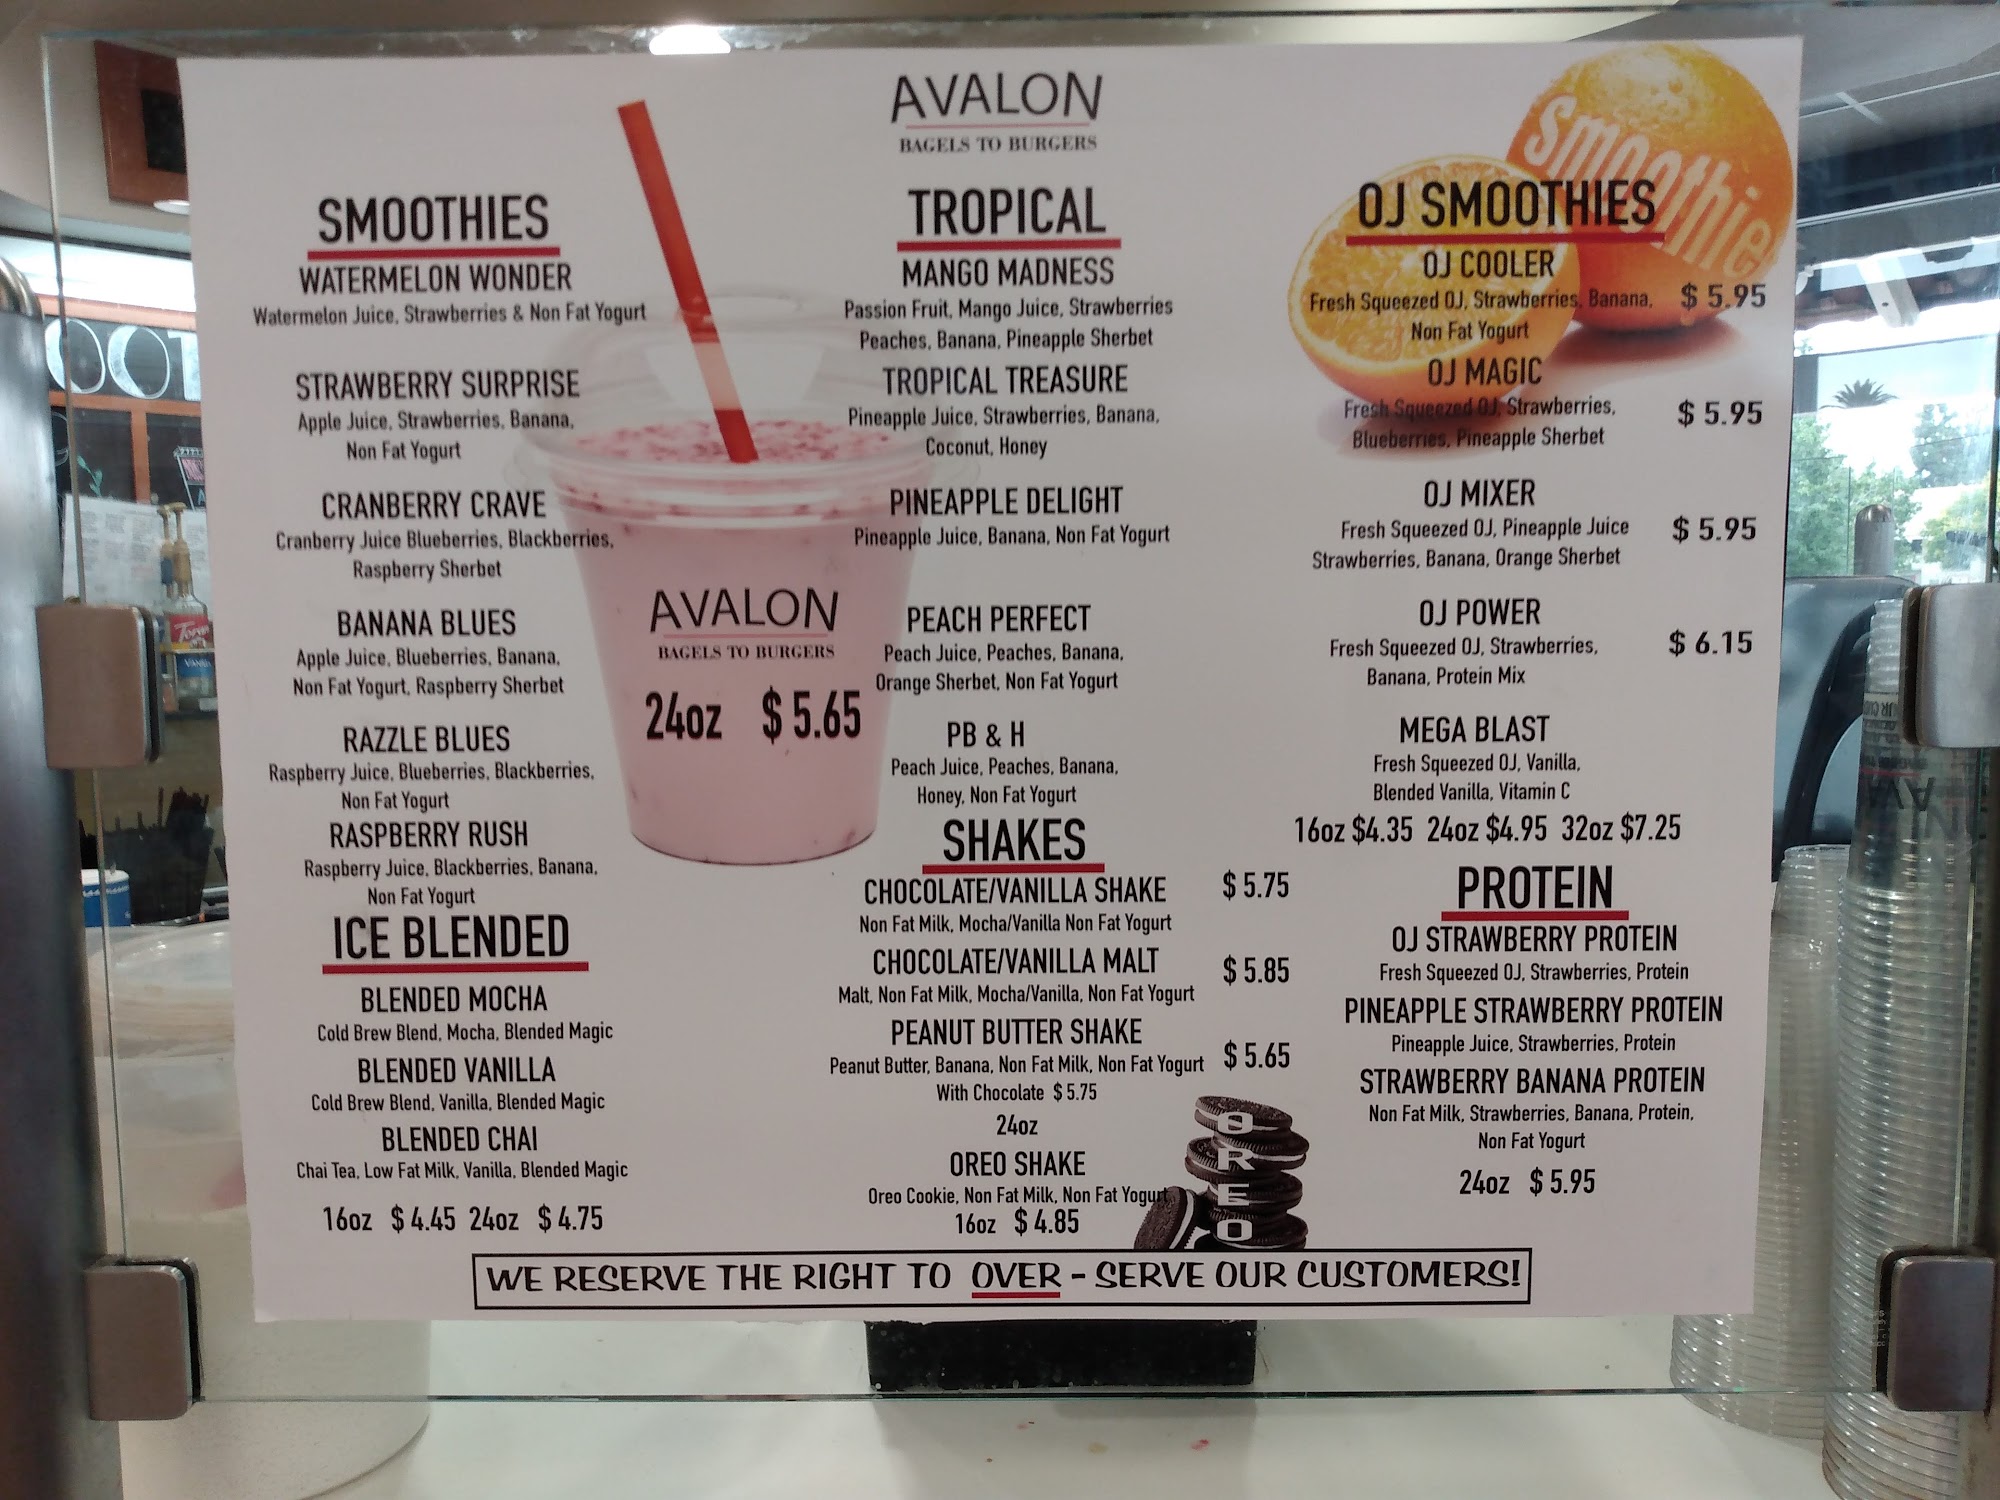 AVALON
BAGELS TO BURGERS
SMOOTHIES
WATERMELON WONDER
Watermelon Juice, Strawberries & Non Fat Yogurt
STRAWBERRY SURPRISE
Apple Juice, Strawberries, Banana,
Non Fat Yogurt
CRANBERRY CRAVE
Cranberry Juice Blueberries, Blackberries,
Raspberry Sherbet
BANANA BLUES
Apple Juice, Blueberries, Banana,
Non Fat Yogurt, Raspberry Sherbet
RAZZLE BLUES
Raspberry Juice, Blueberries, Blackberries,
Non Fat Yogurt
RASPBERRY RUSH
Raspberry Juice, Blackberries, Banana,
Non Fat Yogurt
ICE BLENDED
BLENDED MOCHA
Cold Brew Blend, Mocha, Blended Magic
BLENDED VANILLA
Cold Brew Blend, Vanilla, Blended Magic
BLENDED CHAI
Chai Tea, Low Fat Milk, Vanilla, Blended Magic
16oz $4.45 24oz $4.75
AVALON
BAGELS TO BURGERS
24oz $5.65
TROPICAL
MANGO MADNESS
Passion Fruit, Mango Juice, Strawberries
Peaches, Banana, Pineapple Sherbet
TROPICAL TREASURE
Pineapple Juice, Strawberries, Banana,
Coconut, Honey
PINEAPPLE DELIGHT
Pineapple Juice, Banana, Non Fat Yogurt
PEACH PERFECT
Peach Juice, Peaches, Banana,
Orange Sherbet, Non Fat Yogurt
PB & H
Peach Juice, Peaches, Banana,
Honey, Non Fat Yogurt
SHAKES
CHOCOLATE/VANILLA SHAKE $5.75
Non Fat Milk, Mocha/Vanilla Non Fat Yogurt
CHOCOLATE/VANILLA MALT $5.85
Malt, Non Fat Milk, Mocha/Vanilla, Non Fat Yogurt
PEANUT BUTTER SHAKE
Peanut Butter, Banana, Non Fat Milk, Non Fat Yogurt $5.65
With Chocolate $5.75
24oz
OREO SHAKE
Oreo Cookie, Non Fat Milk, Non Fat Yogurt
16oz $4.85
OREO
smoothie
OJ SMOOTHIES
OJ COOLER
Fresh Squeezed OJ, Strawberries, Banana, $5.95
Non Fat Yogurt
OJ MAGIC
Fresh Squeezed OJ, Strawberries, $5.95
Blueberries, Pineapple Sherbet
OJ MIXER
Fresh Squeezed OJ, Pineapple Juice $5.95
Strawberries, Banana, Orange Sherbet
OJ POWER
Fresh Squeezed OJ, Strawberries, $6.15
Banana, Protein Mix
MEGA BLAST
Fresh Squeezed OJ, Vanilla,
Blended Vanilla, Vitamin C
16oz $4.35 24oz $4.95 32oz $7.25
PROTEIN
OJ STRAWBERRY PROTEIN
Fresh Squeezed OJ, Strawberries, Protein
PINEAPPLE STRAWBERRY PROTEIN
Pineapple Juice, Strawberries, Protein
STRAWBERRY BANANA PROTEIN
Non Fat Milk, Strawberries, Banana, Protein,
Non Fat Yogurt
24oz $5.95
WE RESERVE THE RIGHT TO OVER - SERVE OUR CUSTOMERS!